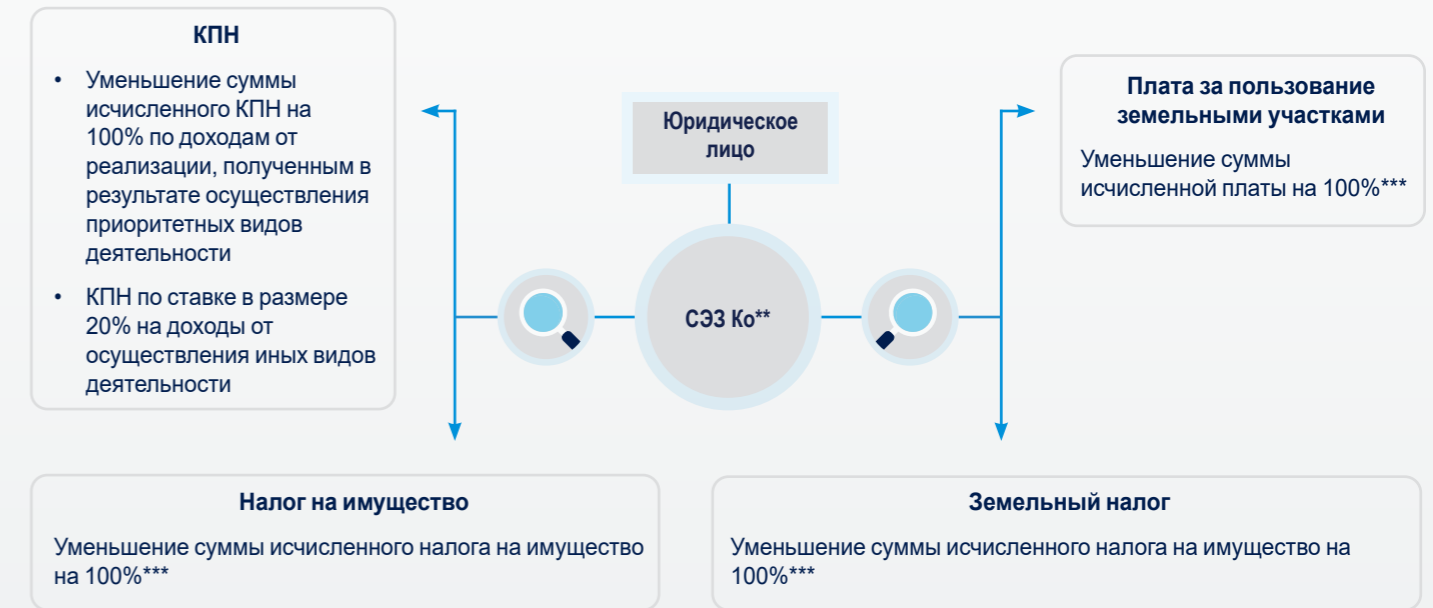 КПН
• Уменьшение суммы
исчисленного КПН на
100% по доходам от
реализации, полученным в
результате осуществления
приоритетных видов
деятельности
• КПН по ставке в размере
20% на доходы от
осуществления иных видов
деятельности
Юридическое
лицо
СЭЗ Ко**
Плата за пользование
земельными участками
Уменьшение суммы
исчисленной платы на 100%***
Налог на имущество
Уменьшение суммы исчисленного налога на имущество
на 100%***
Земельный налог
Уменьшение суммы исчисленного налога на имущество на
100%***